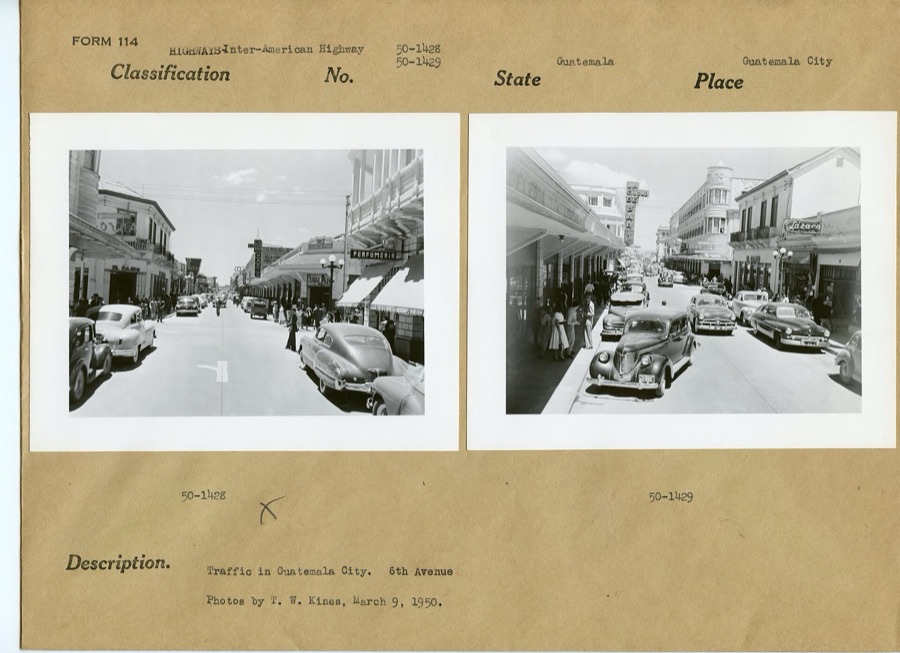 FORM 114
HIGHWAYS-Inter-American Highway 50-1428
50-1429
Guatemala Guatemala City
Classification No. State Place
PERFUMERIA
Lazaro
50-1428 50-1429
Description. Traffic in Guatemala City. 6th Avenue
Photos by T. W. Kines, March 9, 1950.